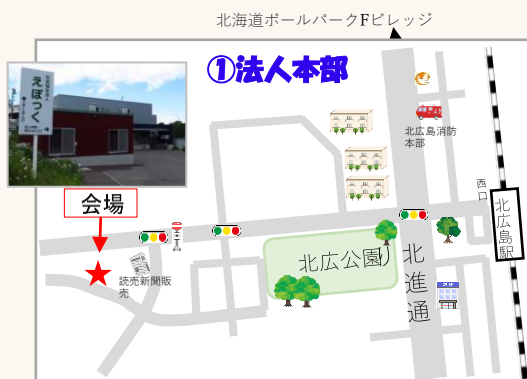 北海道ボールパークFビレッジ
①法人本部
えぽっく
北広島消防
本部
会場
西口
北広島駅
北広公園
北進通り
読売新聞販
売